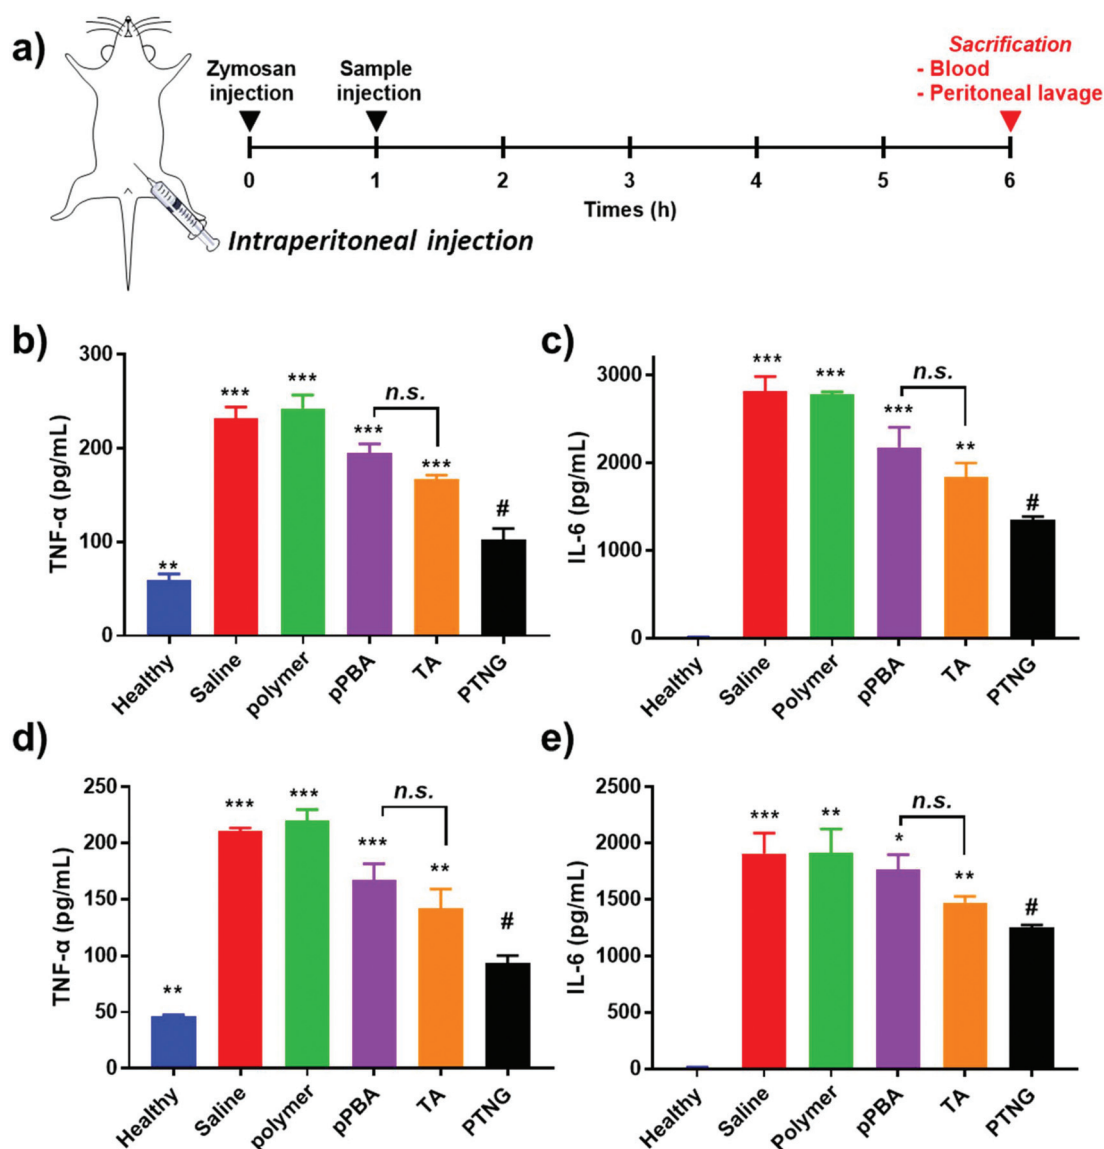 a)
Zymosan
injection
Sample
injection
Sacrification
- Blood
- Peritoneal lavage
0 1 2 3 4 5 6
Times (h)
Intraperitoneal injection
b)
TNF-α (pg/mL)
300
200
100
0
**
***
***
***
n.s.
***
#
Healthy
Saline
polymer
pPBA
TA
PTNG
c)
IL-6 (pg/mL)
3000
2000
1000
0
***
***
***
n.s.
**
#
Healthy
Saline
Polymer
pPBA
TA
PTNG
d)
TNF-α (pg/mL)
250
200
150
100
50
0
**
***
***
***
n.s.
**
#
Healthy
Saline
polymer
pPBA
TA
PTNG
e)
IL-6 (pg/mL)
2500
2000
1500
1000
500
0
***
**
*
n.s.
**
#
Healthy
Saline
Polymer
pPBA
TA
PTNG